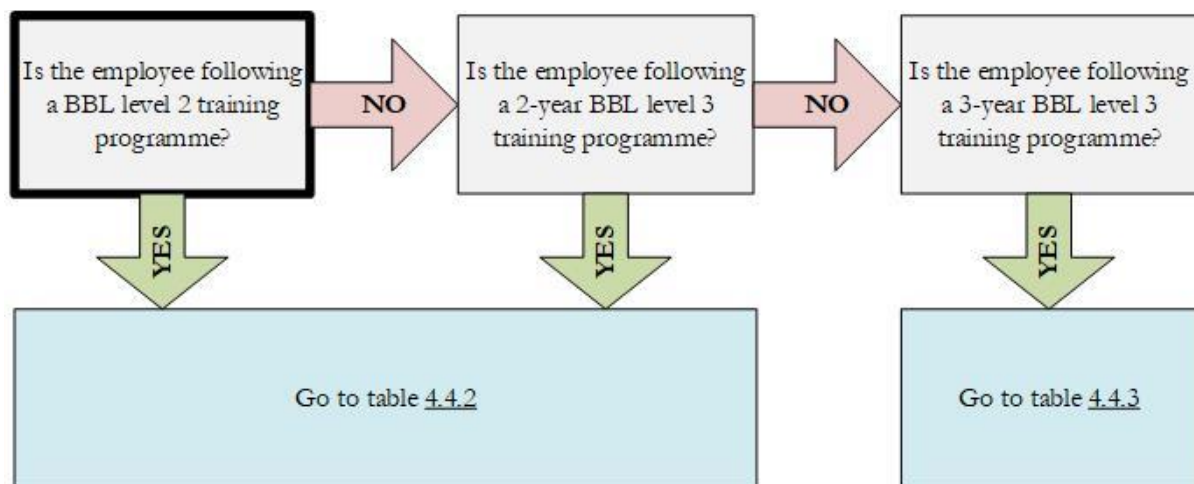 Is the employee following
a BBL level 2 training
programme?
NO
Is the employee following
a 2-year BBL level 3
training programme?
NO
Is the employee following
a 3-year BBL level 3
training programme?
YES
YES
YES
Go to table 4.4.2
Go to table 4.4.3